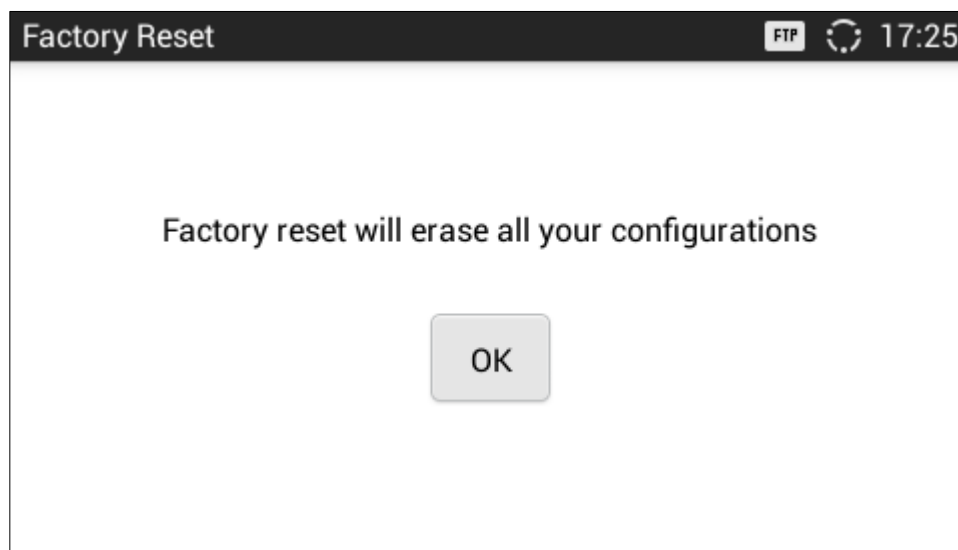 Factory Reset FTP 17:25
Factory reset will erase all your configurations
OK